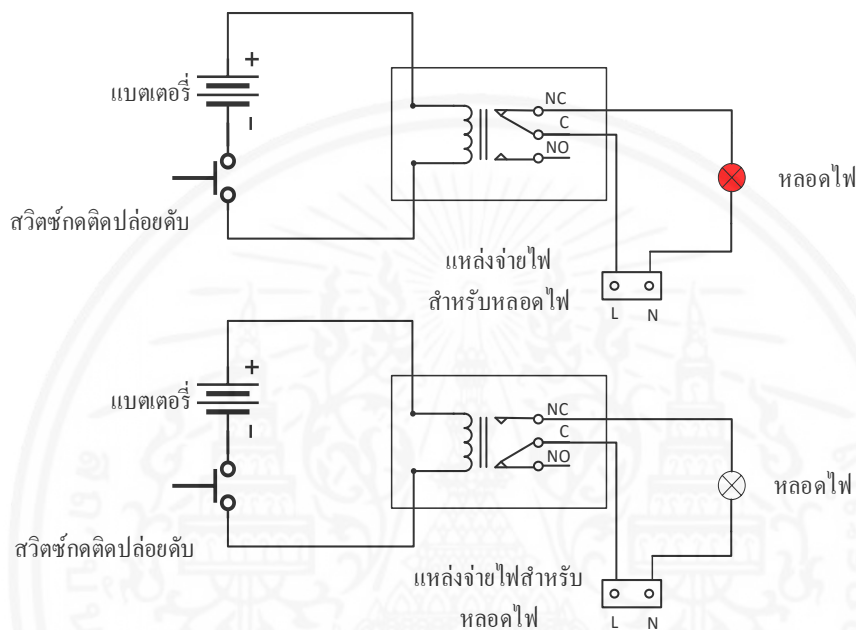 +
แบตเตอรี่
NC
C
NO
หลอดไฟ
สวิตซ์กดติดปล่อยดับ
แหล่งจ่ายไฟ
สำหรับหลอดไฟ
L N
+
แบตเตอรี่
NC
C
NO
หลอดไฟ
สวิตซ์กดติดปล่อยดับ
แหล่งจ่ายไฟสำหรับ
หลอดไฟ
L N